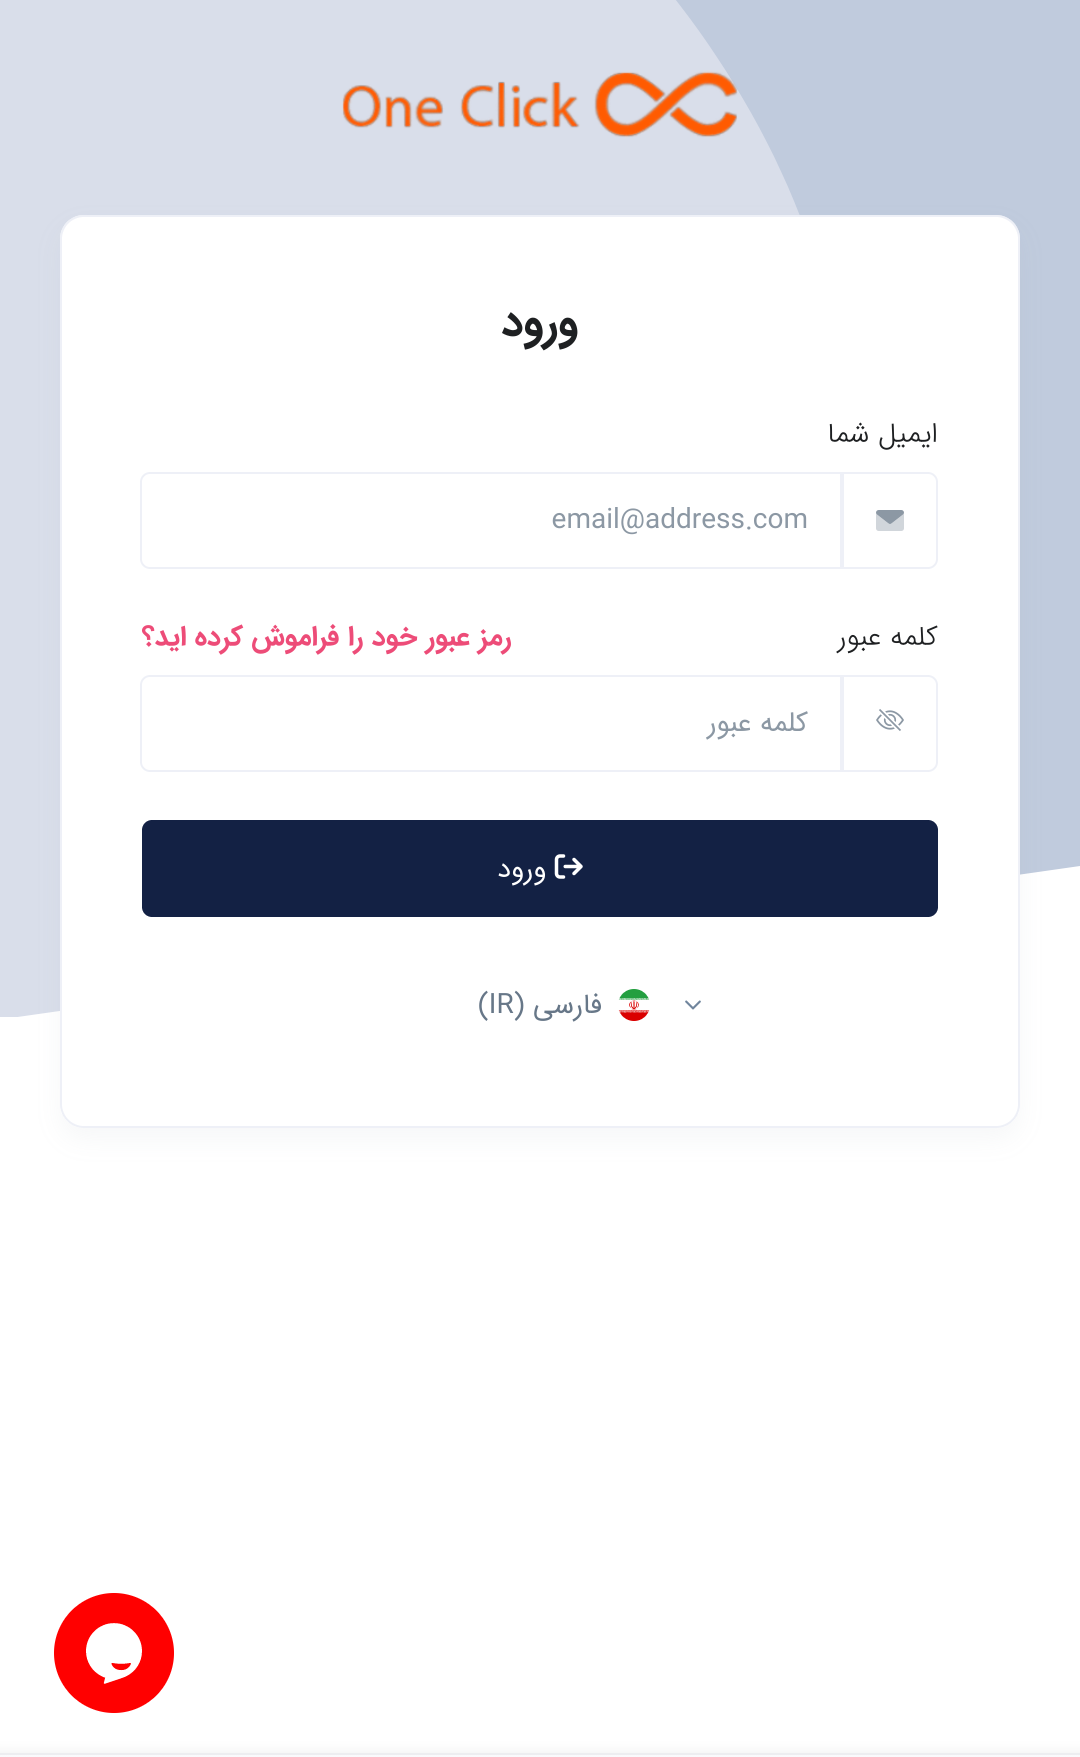 One Click
ورود
ایمیل شما
email@address.com
کلمه عبور
رمز عبور خود را فراموش کرده اید؟
کلمه عبور
ورود
فارسی (IR)